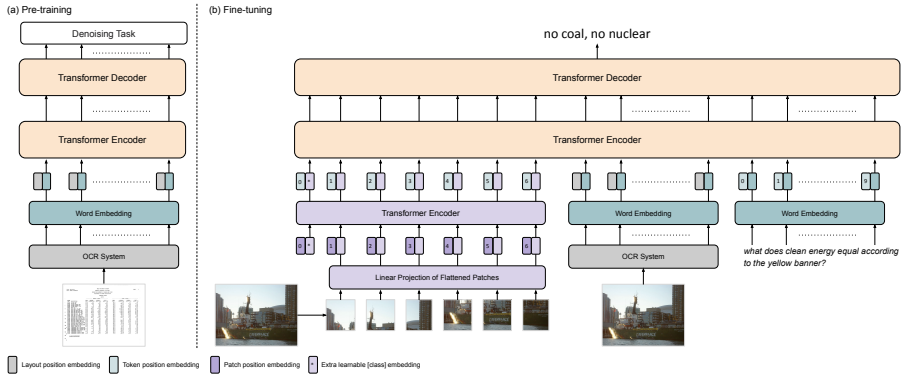 (a) Pre-training
(b) Fine-tuning
Denoising Task
no coal, no nuclear
Transformer Decoder
Transformer Decoder
Transformer Encoder
Transformer Encoder
0 * 1 2 3 4 5 6 0 1 9
Word Embedding
Transformer Encoder
Word Embedding
Word Embedding
0 * 1 2 3 4 5 6
OCR System
OCR System
what does clean energy equal according
to the yellow banner?
Linear Projection of Flattened Patches
Layout position embedding
Token position embedding
Patch position embedding
* Extra learnable [class] embedding